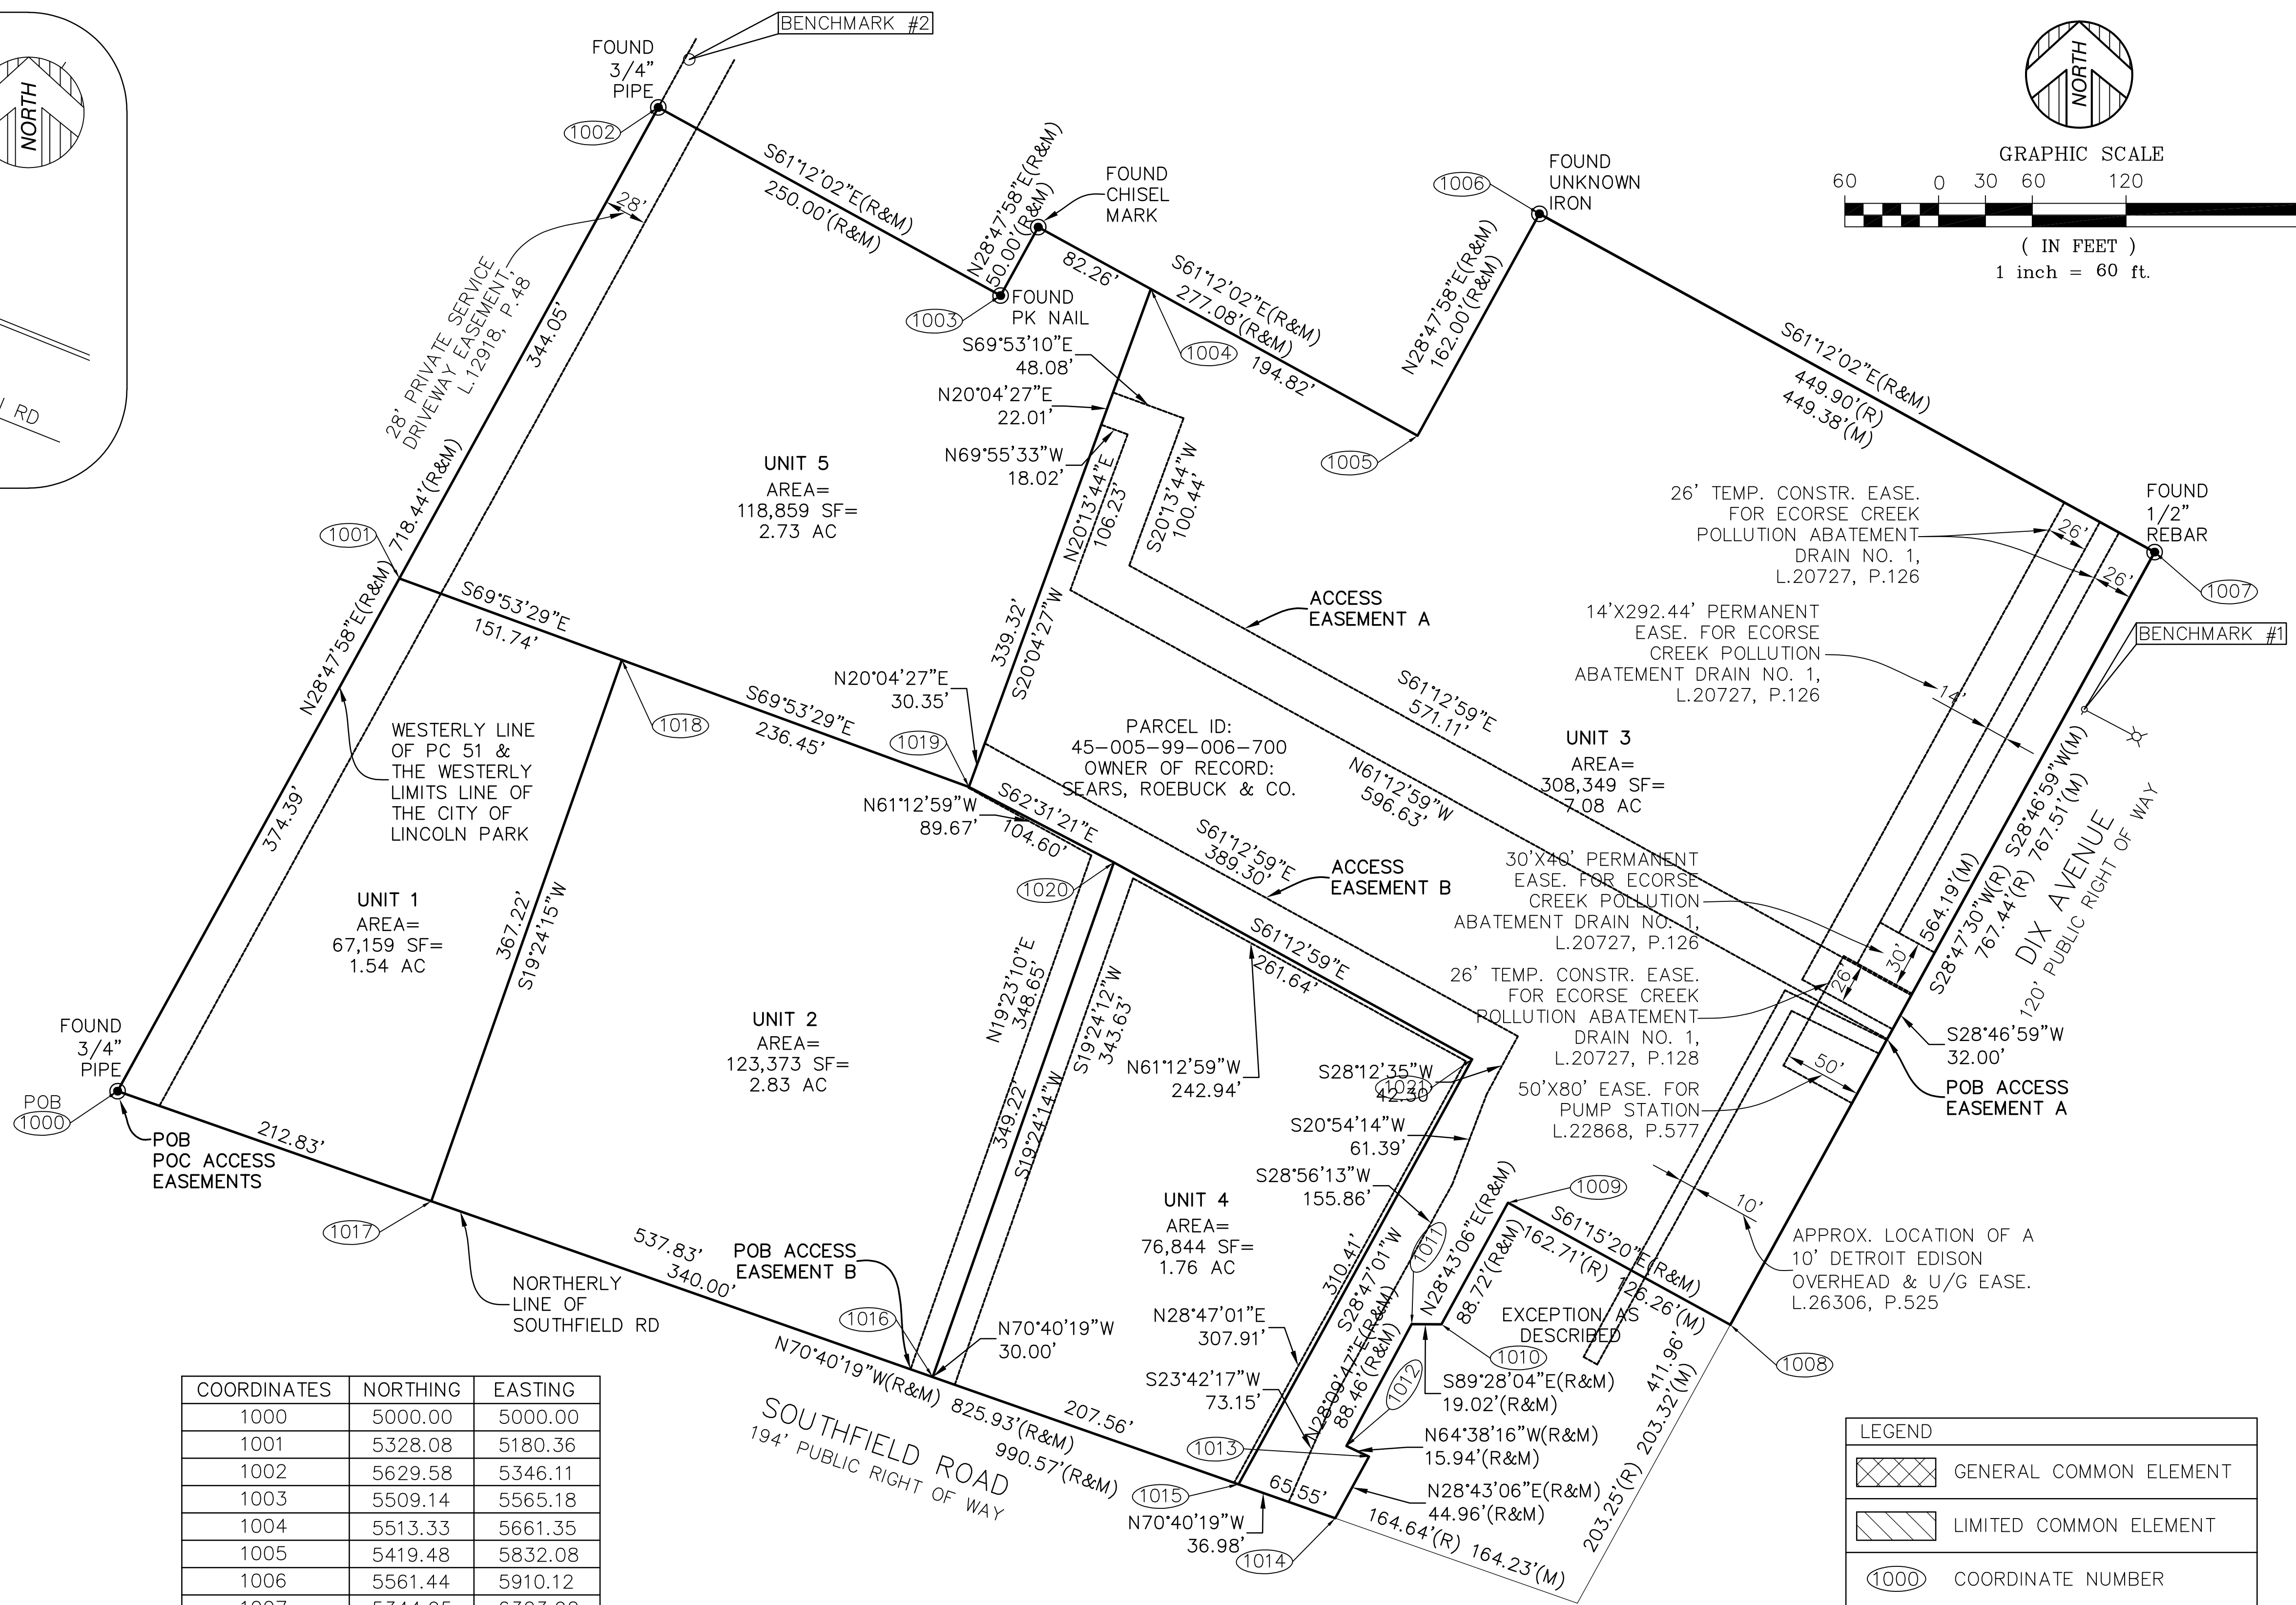 BENCHMARK #2
FOUND
3/4"
PIPE
1002
S61°12'02"E(R&M)
250.00'(R&M)
N28°47'58"E(R&M)
50.00'(R&M)
FOUND
CHISEL
MARK
1003
FOUND
PK NAIL
82.26'
S61°12'02"E(R&M)
277.08'(R&M)
194.82'
1004
1005
1006
FOUND
UNKNOWN
IRON
N28°47'58"E(R&M)
162.00'(R&M)
S61°12'02"E(R&M)
449.90'(R)
449.38'(M)
NORTH
NORTH
RD
GRAPHIC SCALE
60 0 30 60 120
( IN FEET )
1 inch = 60 ft.
28'
28' PRIVATE SERVICE
DRIVEWAY EASEMENT,
L.12918, P.48
344.05'
718.44'(R&M)
N28°47'58"E(R&M)
1001
374.39'
S69°53'10"E
48.08'
N20°04'27"E
22.01'
N69°55'33"W
18.02'
N20°13'44"E
106.23'
S20°13'44"W
100.44'
UNIT 5
AREA=
118,859 SF=
2.73 AC
339.32'
S20°04'27"W
S69°53'29"E
151.74'
1018
S69°53'29"E
236.45'
N20°04'27"E
30.35'
1019
N61°12'59"W
89.67'
S62°31'21"E
104.60'
1020
ACCESS
EASEMENT A
S61°12'59"E
571.11'
N61°12'59"W
596.63'
PARCEL ID:
45-005-99-006-700
OWNER OF RECORD:
SEARS, ROEBUCK & CO.
UNIT 3
AREA=
308,349 SF=
7.08 AC
26' TEMP. CONSTR. EASE.
FOR ECORSE CREEK
POLLUTION ABATEMENT
DRAIN NO. 1,
L.20727, P.126
26'
26'
FOUND
1/2"
REBAR
1007
BENCHMARK #1
14'X292.44' PERMANENT
EASE. FOR ECORSE
CREEK POLLUTION
ABATEMENT DRAIN NO. 1,
L.20727, P.126
14'
WESTERLY LINE
OF PC 51 &
THE WESTERLY
LIMITS LINE OF
THE CITY OF
LINCOLN PARK
UNIT 1
AREA=
67,159 SF=
1.54 AC
367.22'
S19°24'15"W
UNIT 2
AREA=
123,373 SF=
2.83 AC
N19°23'10"E
348.65'
349.22'
S19°24'14"W
S19°24'12"W
343.63'
S61°12'59"E
389.30'
ACCESS
EASEMENT B
S61°12'59"E
261.64'
N61°12'59"W
242.94'
30'X40' PERMANENT
EASE. FOR ECORSE
CREEK POLLUTION
ABATEMENT DRAIN NO. 1,
L.20727, P.126
30'
26'
26' TEMP. CONSTR. EASE.
FOR ECORSE CREEK
POLLUTION ABATEMENT
DRAIN NO. 1,
L.20727, P.128
50'X80' EASE. FOR
PUMP STATION
L.22868, P.577
50'
564.19'(M)
S28°47'30"W(R) S28°46'59"W(M)
767.44'(R) 767.51'(M)
DIX AVENUE
120' PUBLIC RIGHT OF WAY
S28°46'59"W
32.00'
POB ACCESS
EASEMENT A
S28°12'35"W
42.30'
1021
S20°54'14"W
61.39'
S28°56'13"W
155.86'
UNIT 4
AREA=
76,844 SF=
1.76 AC
310.41'
S28°47'01"W
N28°47'01"E
307.91'
S23°42'17"W
73.15'
1009
1011
N28°43'06"E(R&M)
88.72'(R&M)
S61°15'20"E(R&M)
162.71'(R) 126.26'(M)
EXCEPTION AS
DESCRIBED
10'
APPROX. LOCATION OF A
10' DETROIT EDISON
OVERHEAD & U/G EASE.
L.26306, P.525
1008
1010
S89°28'04"E(R&M)
19.02'(R&M)
1012
N28°09'47"E(R&M)
88.46'(R&M)
N64°38'16"W(R&M)
15.94'(R&M)
1013
N28°43'06"E(R&M)
44.96'(R&M)
411.96'
203.25'(R) 203.32'(M)
164.64'(R) 164.23'(M)
1014
65.55'
N70°40'19"W
36.98'
1015
207.56'
FOUND
3/4"
PIPE
POB
1000
POB
POC ACCESS
EASEMENTS
212.83'
1017
NORTHERLY
LINE OF
SOUTHFIELD RD
537.83'
340.00'
POB ACCESS
EASEMENT B
1016
N70°40'19"W
30.00'
N70°40'19"W(R&M) 825.93'(R&M)
990.57'(R&M)
SOUTHFIELD ROAD
194' PUBLIC RIGHT OF WAY
COORDINATES NORTHING EASTING
1000 5000.00 5000.00
1001 5328.08 5180.36
1002 5629.58 5346.11
1003 5509.14 5565.18
1004 5513.33 5661.35
1005 5419.48 5832.08
1006 5561.44 5910.12
LEGEND
GENERAL COMMON ELEMENT
LIMITED COMMON ELEMENT
1000 COORDINATE NUMBER